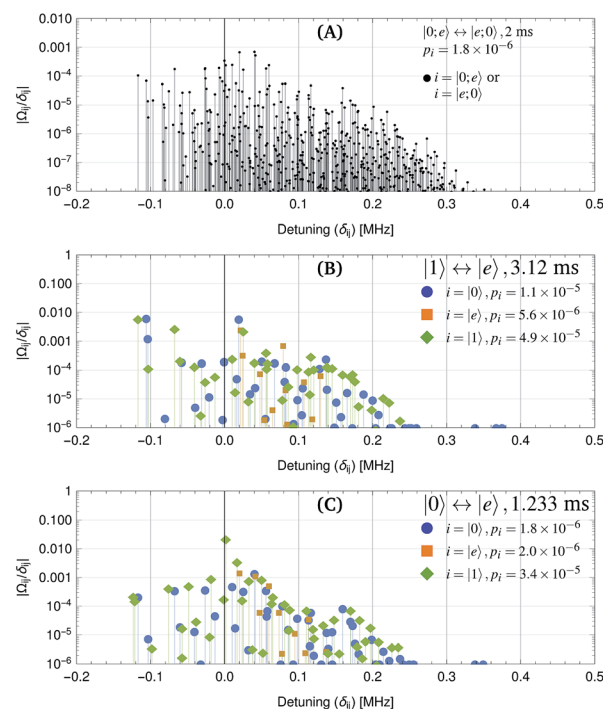 (A)
|0;e⟩ ↔ |e;0⟩, 2 ms
p_i = 1.8 × 10^-6
● i = |0;e⟩ or
i = |e;0⟩
|Ω_ij/δ_ij|
0.010
0.001
10^-4
10^-5
10^-6
10^-7
10^-8
-0.2 -0.1 0.0 0.1 0.2 0.3 0.4 0.5
Detuning (δ_ij) [MHz]
(B)
|1⟩ ↔ |e⟩, 3.12 ms
i = |0⟩, p_i = 1.1 × 10^-5
i = |e⟩, p_i = 5.6 × 10^-6
i = |1⟩, p_i = 4.9 × 10^-5
|Ω_ij/δ_ij|
1
0.100
0.010
0.001
10^-4
10^-5
10^-6
-0.2 -0.1 0.0 0.1 0.2 0.3 0.4 0.5
Detuning (δ_ij) [MHz]
(C)
|0⟩ ↔ |e⟩, 1.233 ms
i = |0⟩, p_i = 1.8 × 10^-6
i = |e⟩, p_i = 2.0 × 10^-6
i = |1⟩, p_i = 3.4 × 10^-5
|Ω_ij/δ_ij|
1
0.100
0.010
0.001
10^-4
10^-5
10^-6
-0.2 -0.1 0.0 0.1 0.2 0.3 0.4 0.5
Detuning (δ_ij) [MHz]